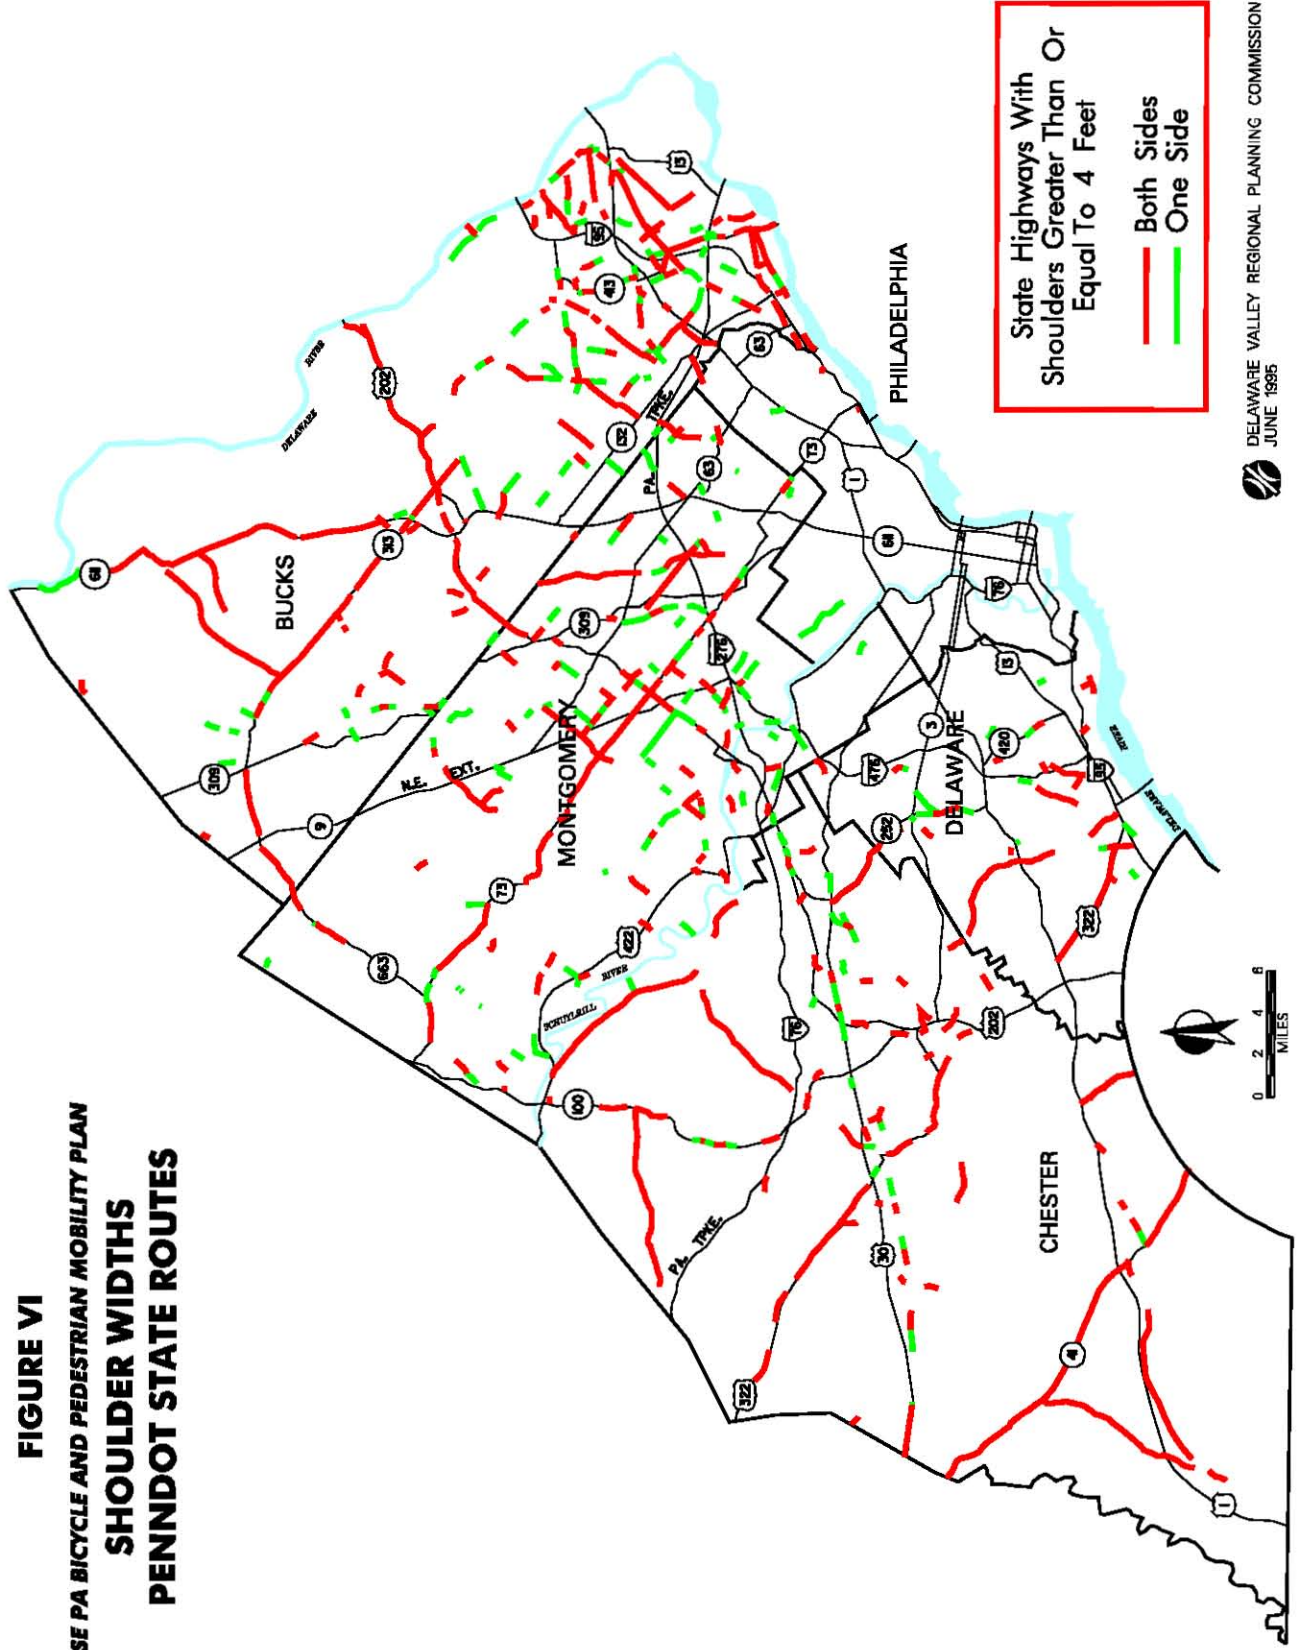 FIGURE VI
SE PA BICYCLE AND PEDESTRIAN MOBILITY PLAN
SHOULDER WIDTHS
PENNDOT STATE ROUTES
611
BUCKS
313
202
DELAWARE
RIVER
309
9
N.E.
EXT.
663
73
MONTGOMERY
309
132
PA.
TPKE.
63
413
95
13
63
73
1
611
PHILADELPHIA
276
76
13
3
DELAWARE
476
420
252
95
RIVER
DELAWARE
322
422
RIVER
SCHUYLKILL
100
76
202
PA.
TPKE.
30
322
CHESTER
41
1
State Highways With
Shoulders Greater Than Or
Equal To 4 Feet
Both Sides
One Side
0 2 4 6
MILES
DELAWARE VALLEY REGIONAL PLANNING COMMISSION
JUNE 1995